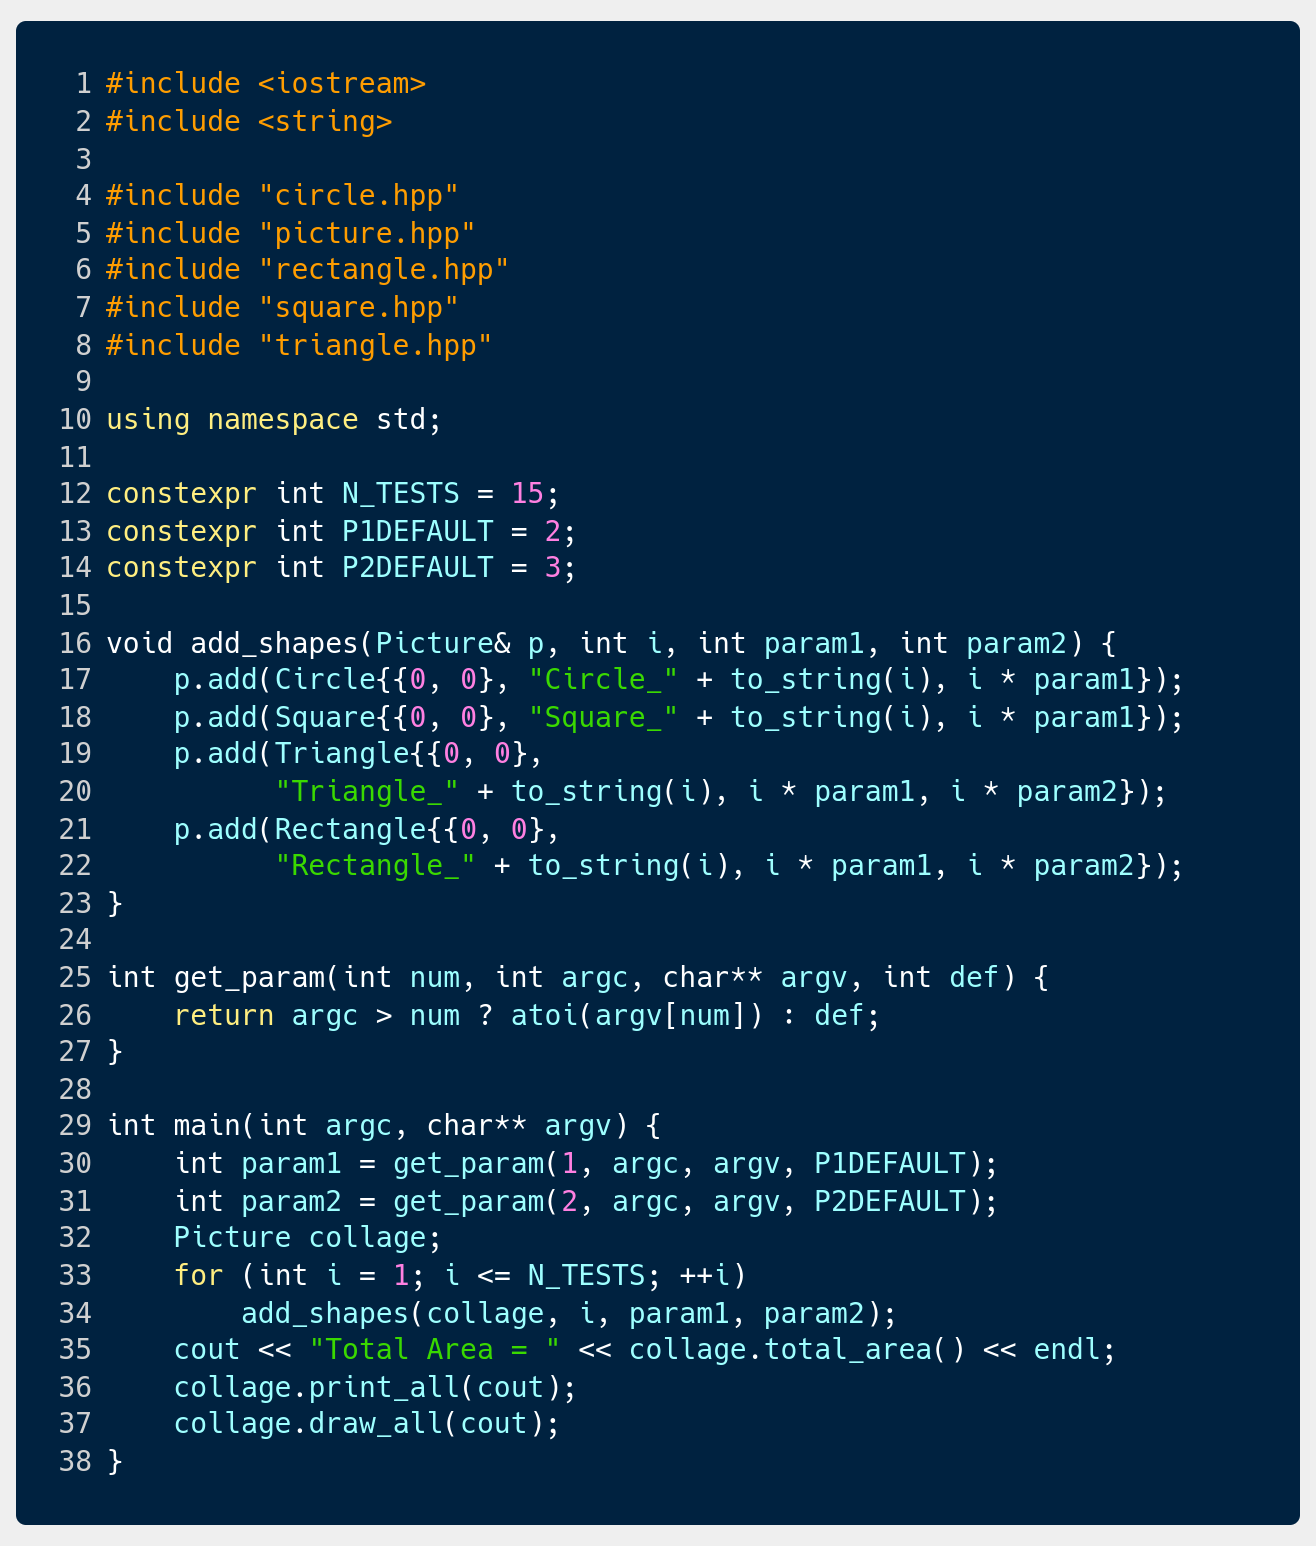 1 #include <iostream>
2 #include <string>
3
4 #include "circle.hpp"
5 #include "picture.hpp"
6 #include "rectangle.hpp"
7 #include "square.hpp"
8 #include "triangle.hpp"
9
10 using namespace std;
11
12 constexpr int N_TESTS = 15;
13 constexpr int P1DEFAULT = 2;
14 constexpr int P2DEFAULT = 3;
15
16 void add_shapes(Picture& p, int i, int param1, int param2) {
17     p.add(Circle{{0, 0}, "Circle_" + to_string(i), i * param1});
18     p.add(Square{{0, 0}, "Square_" + to_string(i), i * param1});
19     p.add(Triangle{{0, 0},
20           "Triangle_" + to_string(i), i * param1, i * param2});
21     p.add(Rectangle{{0, 0},
22           "Rectangle_" + to_string(i), i * param1, i * param2});
23 }
24
25 int get_param(int num, int argc, char** argv, int def) {
26     return argc > num ? atoi(argv[num]) : def;
27 }
28
29 int main(int argc, char** argv) {
30     int param1 = get_param(1, argc, argv, P1DEFAULT);
31     int param2 = get_param(2, argc, argv, P2DEFAULT);
32     Picture collage;
33     for (int i = 1; i <= N_TESTS; ++i)
34         add_shapes(collage, i, param1, param2);
35     cout << "Total Area = " << collage.total_area() << endl;
36     collage.print_all(cout);
37     collage.draw_all(cout);
38 }